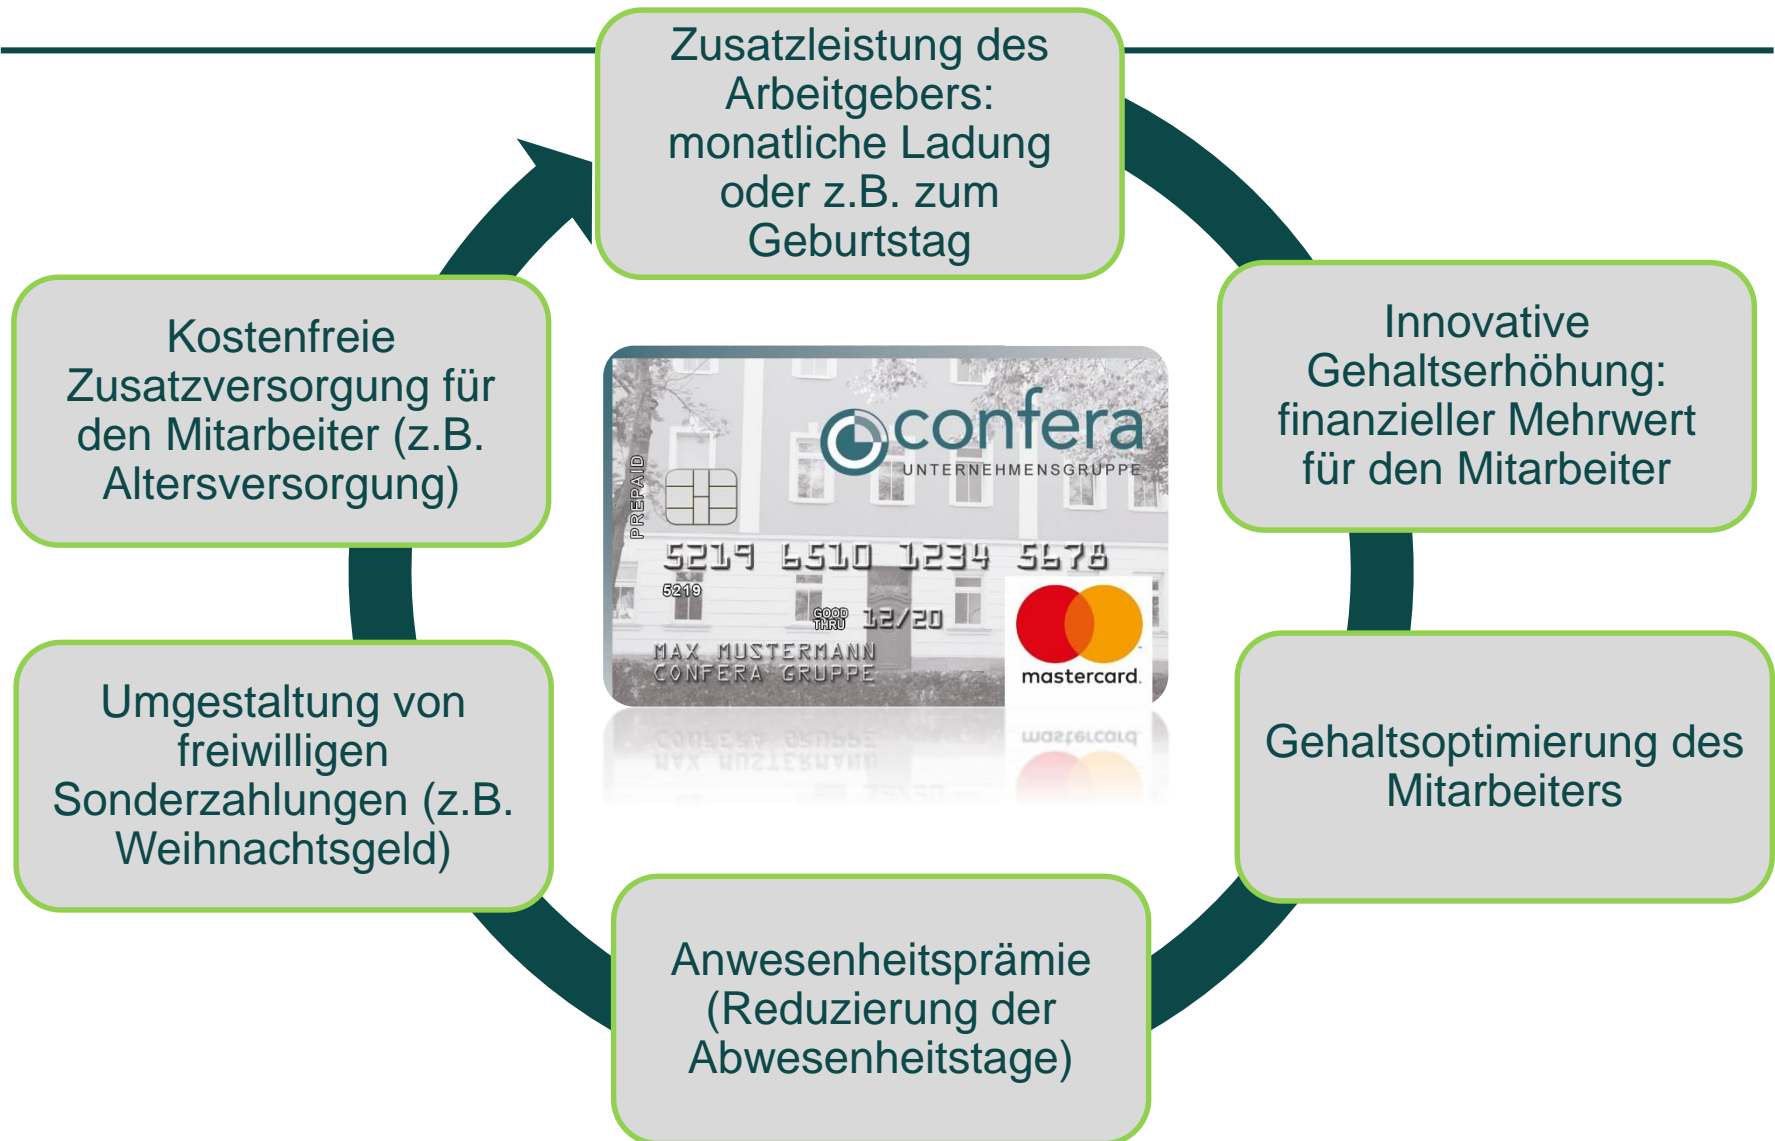 Zusatzleistung des
Arbeitgebers:
monatliche Ladung
oder z.B. zum
Geburtstag
Innovative
Gehaltserhöhung:
finanzieller Mehrwert
für den Mitarbeiter
Gehaltsoptimierung des
Mitarbeiters
Anwesenheitsprämie
(Reduzierung der
Abwesenheitstage)
Umgestaltung von
freiwilligen
Sonderzahlungen (z.B.
Weihnachtsgeld)
Kostenfreie
Zusatzversorgung für
den Mitarbeiter (z.B.
Altersversorgung)
confera
UNTERNEHMENSGRUPPE
PREPAID
5219 6510 1234 5678
5219
GOOD
THRU 12/20
MAX MUSTERMANN
CONFERA GRUPPE
mastercard.